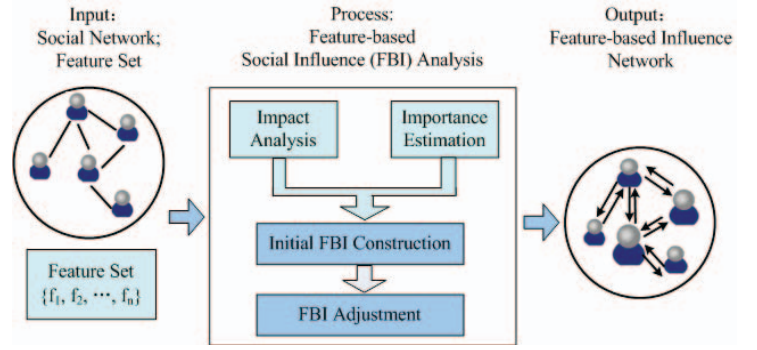 Input:
Social Network;
Feature Set
Feature Set
{f1, f2, ···, fn}
Process:
Feature-based
Social Influence (FBI) Analysis
Impact
Analysis
Importance
Estimation
Initial FBI Construction
FBI Adjustment
Output:
Feature-based Influence
Network